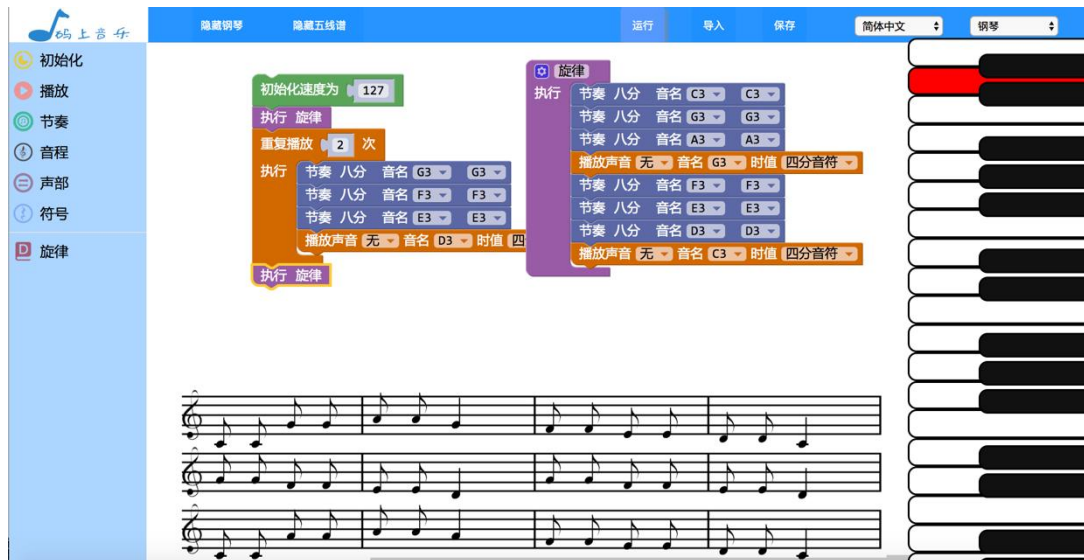 码上音乐
隐藏钢琴 隐藏五线谱 运行 导入 保存 简体中文 钢琴
初始化
播放
节奏
音程
声部
符号
旋律
初始化速度为 127
执行 旋律
重复播放 2 次
执行 节奏 八分 音名 G3 G3
节奏 八分 音名 F3 F3
节奏 八分 音名 E3 E3
播放声音 无 音名 D3 时值 四
执行 旋律
旋律
执行 节奏 八分 音名 C3 C3
节奏 八分 音名 G3 G3
节奏 八分 音名 A3 A3
播放声音 无 音名 G3 时值 四分音符
节奏 八分 音名 F3 F3
节奏 八分 音名 E3 E3
节奏 八分 音名 D3 D3
播放声音 无 音名 C3 时值 四分音符